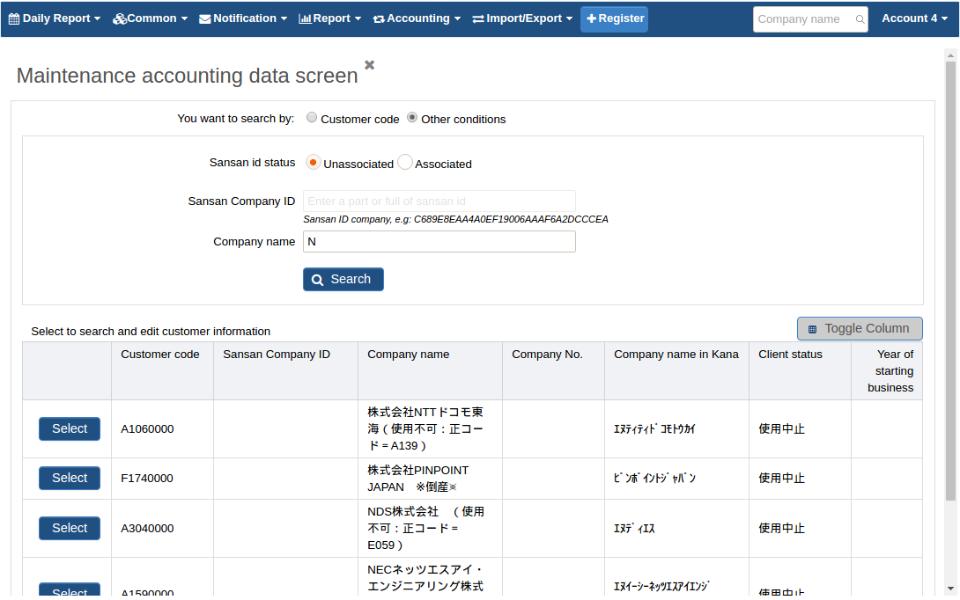 Daily Report Common Notification Report Accounting Import/Export Register Company name Account 4
Maintenance accounting data screen
You want to search by: Customer code Other conditions
Sansan id status Unassociated Associated
Sansan Company ID Enter a part or full of sansan id
Sansan ID company, e.g: C689E8EAA4A0EF19006AAAF6A2DCCCEA
Company name N
Search
Select to search and edit customer information Toggle Column
Customer code Sansan Company ID Company name Company No. Company name in Kana Client status Year of
starting
business
株式会社NTTドコモ東
Select A1060000 海（使用不可：正コー ｴﾇﾃｨﾃｨﾄﾞｺﾓﾄｳｶｲ 使用中止
ド＝A139）
株式会社PINPOINT
Select F1740000 JAPAN　※倒産※ ﾋﾟﾝﾎﾟｲﾝﾄｼﾞｬﾊﾟﾝ 使用中止
NDS株式会社　（使用
Select A3040000 不可：正コード＝ ｴﾇﾃﾞｨｴｽ 使用中止
E059）
NECネッツエスアイ・
エンジニアリング株式 ｴﾇｲｰｼｰﾈｯﾂｴｽｱｲｴﾝｼﾞ
Select A1590000 使用中止